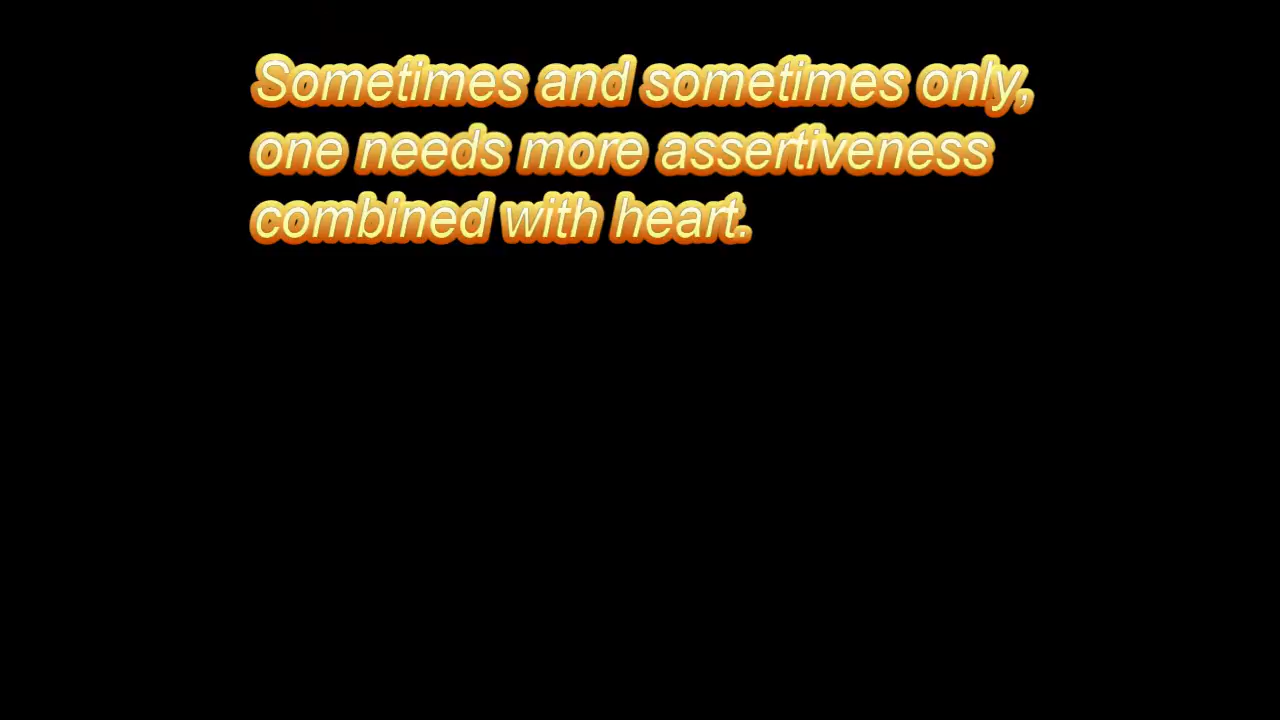 Sometimes and sometimes only,
one needs more assertiveness
combined with heart.